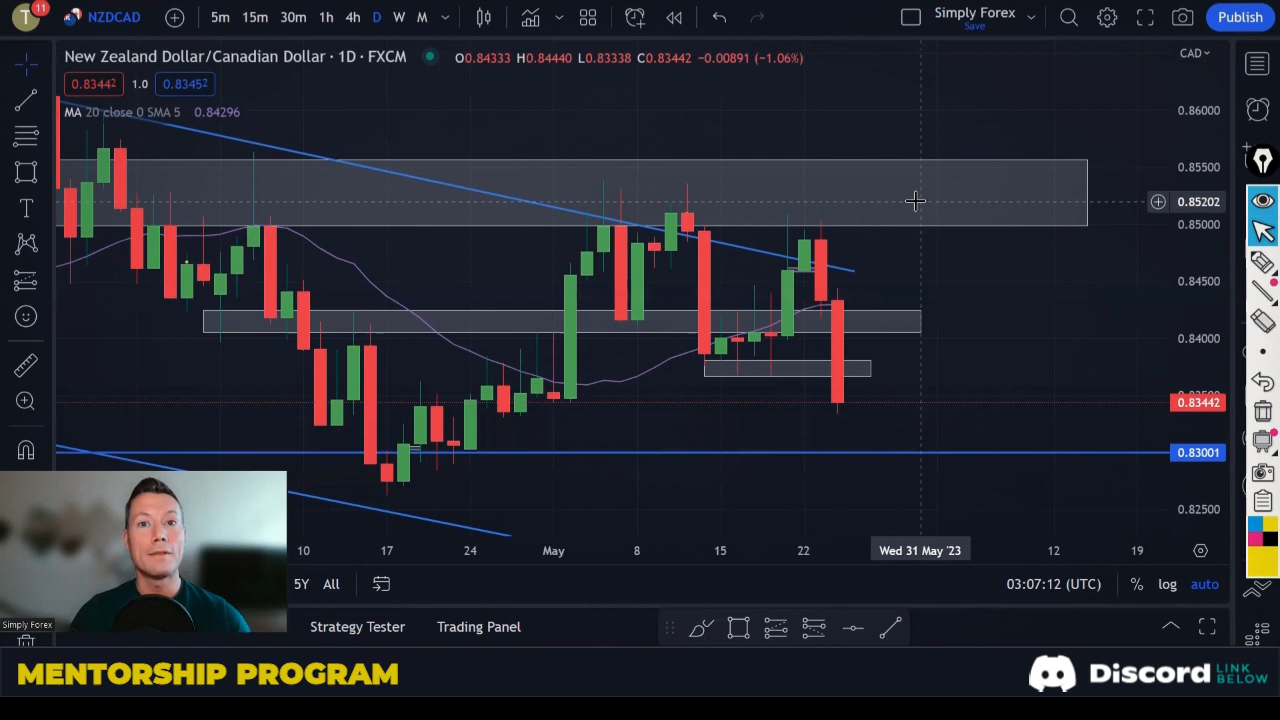 T 11 NZDCAD 5m 15m 30m 1h 4h D W M Simply Forex Save Publish
New Zealand Dollar/Canadian Dollar · 1D · FXCM O0.84333 H0.84440 L0.83338 C0.83442 −0.00891 (−1.06%) CAD
0.83442 1.0 0.83452
MA 20 close 0 SMA 5 0.84296
0.86000
0.85500
0.85202
0.85000
0.84500
0.84000
0.83442
0.83001
0.82500
10 17 24 May 8 15 22 Wed 31 May '23 12 19
5Y All 03:07:12 (UTC) % log auto
Simply Forex Strategy Tester Trading Panel
MENTORSHIP PROGRAM Discord LINK BELOW